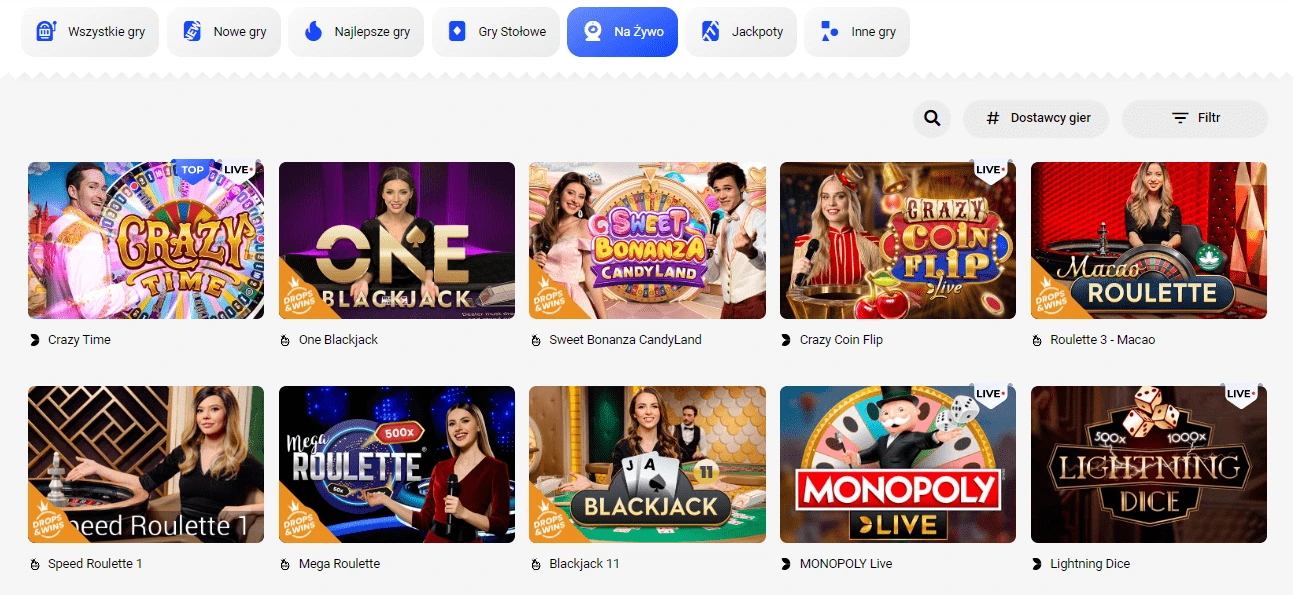 Wszystkie gry
Nowe gry
Najlepsze gry
Gry Stołowe
Na Żywo
Jackpoty
Inne gry
# Dostawcy gier
Filtr
TOP
LIVE
CRAZY
TIME
ONE
BLACKJACK
DROPS
&WINS
SWEET
BONANZA
CANDYLAND
DROPS
&WINS
LIVE
CRAZY
COIN
FLIP
Live
Macao
ROULETTE
DROPS
&WINS
Crazy Time
One Blackjack
Sweet Bonanza CandyLand
Crazy Coin Flip
Roulette 3 - Macao
Speed Roulette 1
DROPS
&WINS
Mega
500x
ROULETTE
50x
DROPS
&WINS
J A
11
BLACKJACK
DROPS
&WINS
LIVE
MONOPOLY
LIVE
LIVE
500x 1000x
LIGHTNING
DICE
Speed Roulette 1
Mega Roulette
Blackjack 11
MONOPOLY Live
Lightning Dice